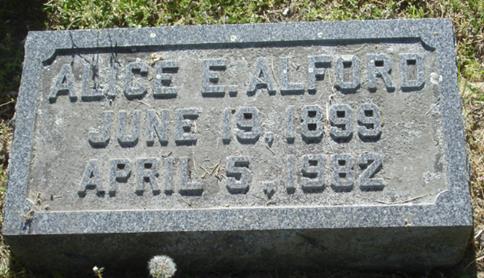 ALICE E. ALFORD
JUNE 19, 1899
APRIL 5, 1982